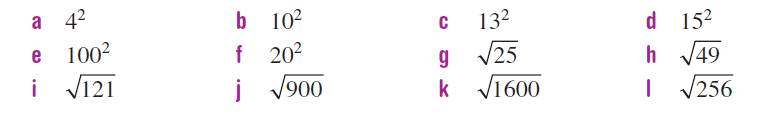 a 4² b 10² c 13² d 15²
e 100² f 20² g √25 h √49
i √121 j √900 k √1600 l √256